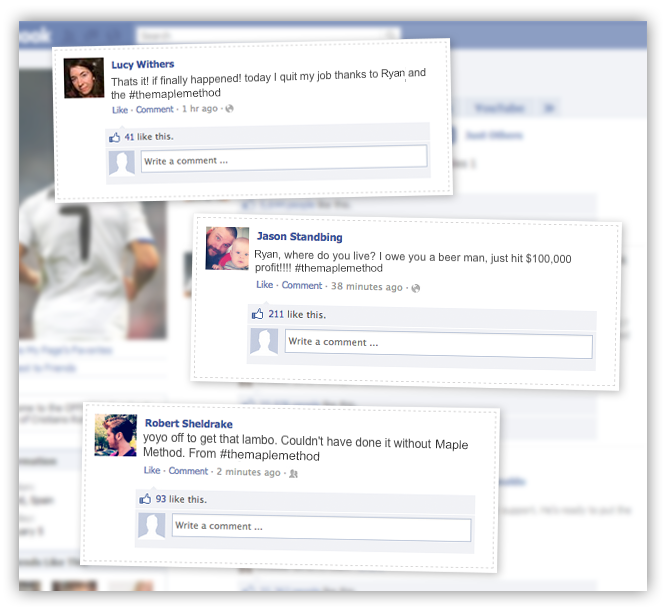 ook
Search
Lucy Withers
Thats it! if finally happened! today I quit my job thanks to Ryan and
the #themaplemethod
Like · Comment · 1 hr ago ·
41 like this.
Write a comment ...
YouTube
Just Others
Jason Standbing
Ryan, where do you live? I owe you a beer man, just hit $100,000
profit!!!! #themaplemethod
Like · Comment · 38 minutes ago ·
211 like this.
Write a comment ...
Robert Sheldrake
yoyo off to get that lambo. Couldn't have done it without Maple
Method. From #themaplemethod
Like · Comment · 2 minutes ago ·
93 like this.
Write a comment ...